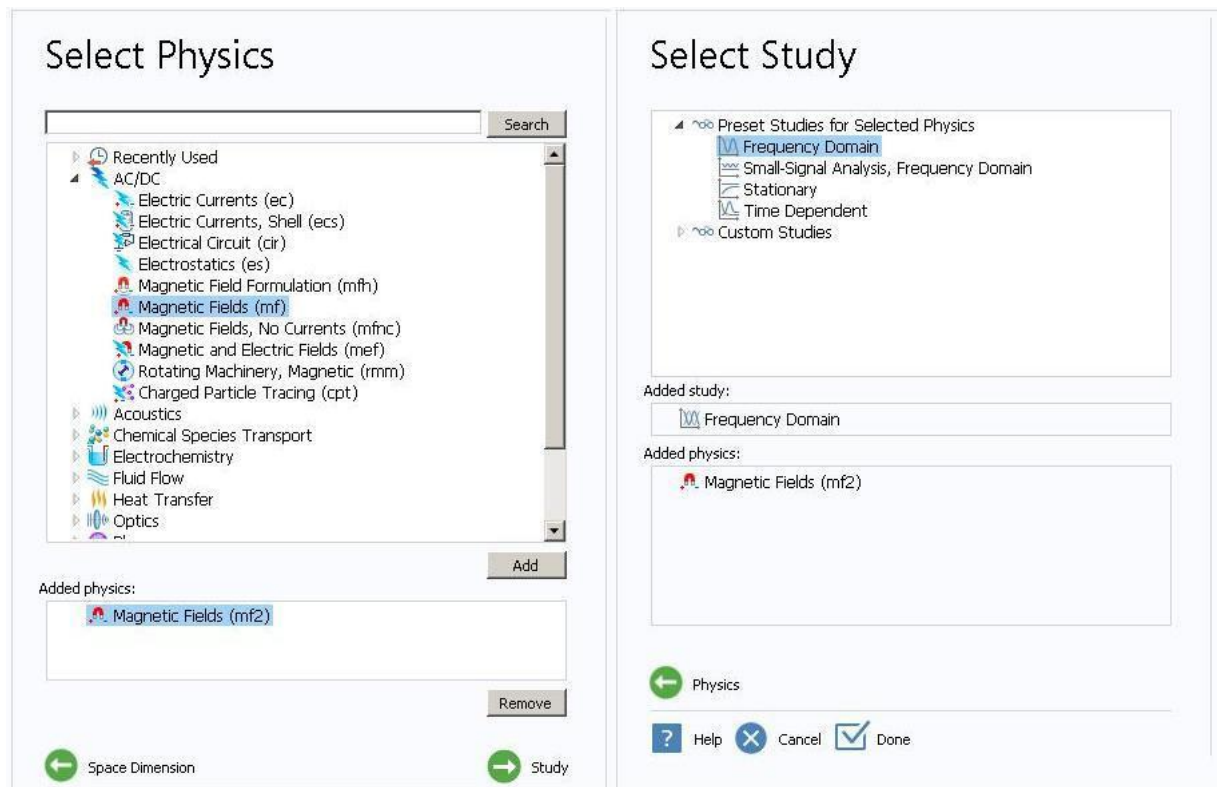 Select Physics
Search
Recently Used
AC/DC
Electric Currents (ec)
Electric Currents, Shell (ecs)
Electrical Circuit (cir)
Electrostatics (es)
Magnetic Field Formulation (mfh)
Magnetic Fields (mf)
Magnetic Fields, No Currents (mfnc)
Magnetic and Electric Fields (mef)
Rotating Machinery, Magnetic (rmm)
Charged Particle Tracing (cpt)
Acoustics
Chemical Species Transport
Electrochemistry
Fluid Flow
Heat Transfer
Optics
Add
Added physics:
Magnetic Fields (mf2)
Remove
Space Dimension
Study
Select Study
Preset Studies for Selected Physics
Frequency Domain
Small-Signal Analysis, Frequency Domain
Stationary
Time Dependent
Custom Studies
Added study:
Frequency Domain
Added physics:
Magnetic Fields (mf2)
Physics
? Help Cancel Done